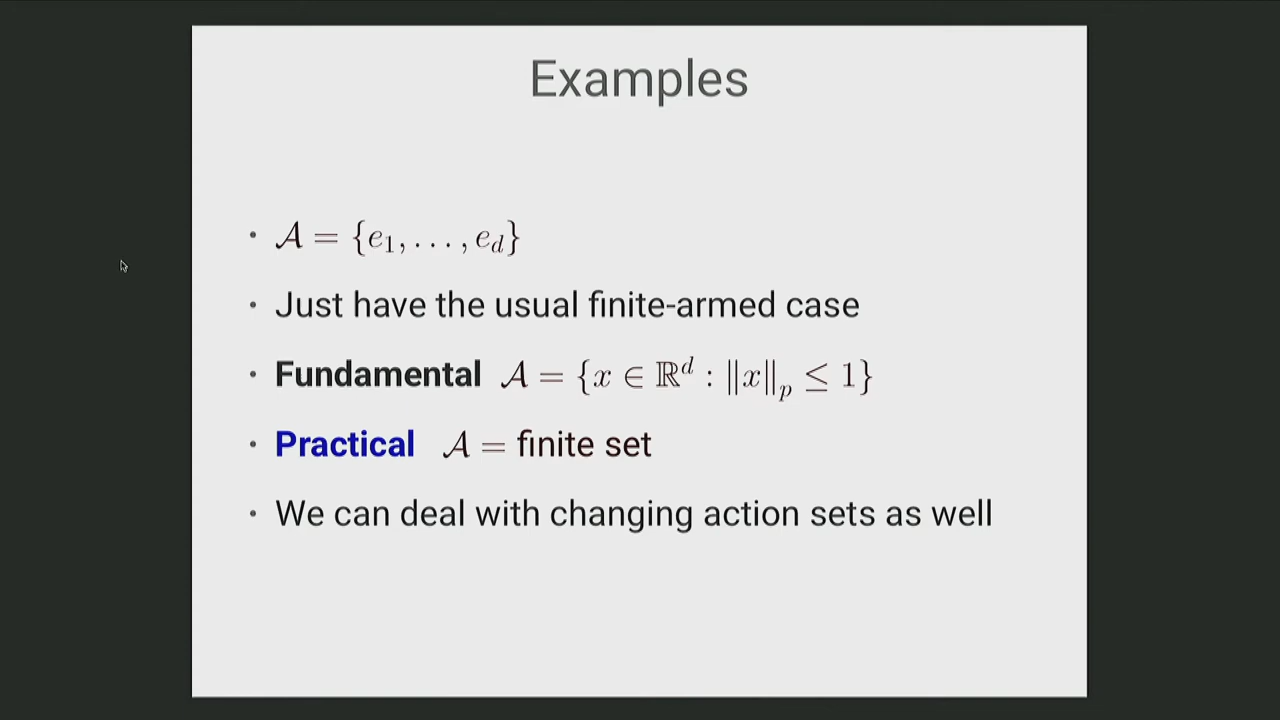 Examples
• 𝒜 = {e₁, . . . , e_d}
• Just have the usual finite-armed case
• Fundamental 𝒜 = {x ∈ ℝᵈ : ‖x‖ₚ ≤ 1}
• Practical 𝒜 = finite set
• We can deal with changing action sets as well